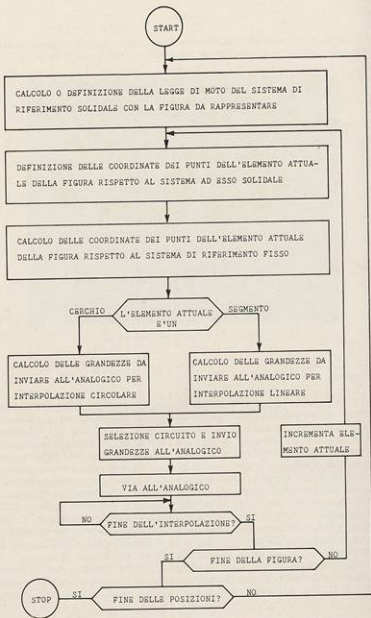 START
CALCOLO O DEFINIZIONE DELLA LEGGE DI MOTO DEL SISTEMA DI
RIFERIMENTO SOLIDALE CON LA FIGURA DA RAPPRESENTARE
DEFINIZIONE DELLE COORDINATE DEI PUNTI DELL'ELEMENTO ATTUA-
LE DELLA FIGURA RISPETTO AL SISTEMA AD ESSO SOLIDALE
CALCOLO DELLE COORDINATE DEI PUNTI DELL'ELEMENTO ATTUALE
DELLA FIGURA RISPETTO AL SISTEMA DI RIFERIMENTO FISSO
CERCHIO
L'ELEMENTO ATTUALE
E'UN
SEGMENTO
CALCOLO DELLE GRANDEZZE DA
INVIARE ALL'ANALOGICO PER
INTERPOLAZIONE CIRCOLARE
CALCOLO DELLE GRANDEZZE DA
INVIARE ALL'ANALOGICO PER
INTERPOLAZIONE LINEARE
SELEZIONE CIRCUITO E INVIO
GRANDEZZE ALL'ANALOGICO
INCREMENTA ELE-
MENTO ATTUALE
VIA ALL'ANALOGICO
NO
FINE DELL'INTERPOLAZIONE?
SI
SI
FINE DELLA FIGURA?
NO
STOP
SI
FINE DELLE POSIZIONI?
NO